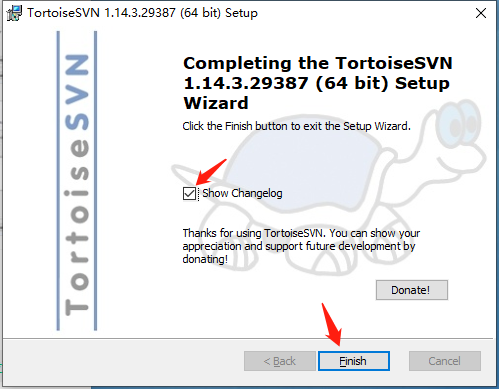 TortoiseSVN 1.14.3.29387 (64 bit) Setup
TortoiseSVN
Completing the TortoiseSVN
1.14.3.29387 (64 bit) Setup
Wizard
Click the Finish button to exit the Setup Wizard.
Show Changelog
Thanks for using TortoiseSVN. You can show your
appreciation and support future development by
donating!
Donate!
< Back
Finish
Cancel